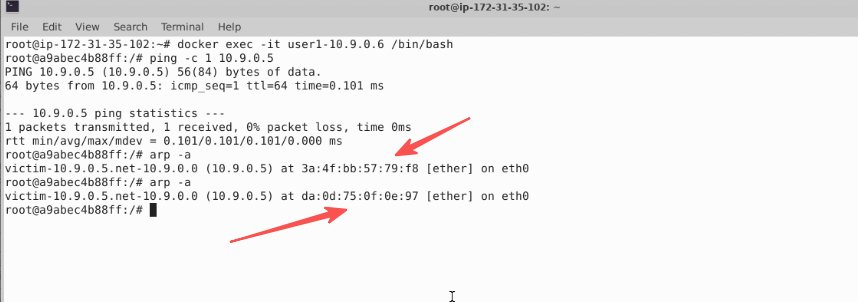 root@ip-172-31-35-102: ~
File Edit View Search Terminal Help
root@ip-172-31-35-102:~# docker exec -it user1-10.9.0.6 /bin/bash
root@a9abec4b88ff:/# ping -c 1 10.9.0.5
PING 10.9.0.5 (10.9.0.5) 56(84) bytes of data.
64 bytes from 10.9.0.5: icmp_seq=1 ttl=64 time=0.101 ms
--- 10.9.0.5 ping statistics ---
1 packets transmitted, 1 received, 0% packet loss, time 0ms
rtt min/avg/max/mdev = 0.101/0.101/0.101/0.000 ms
root@a9abec4b88ff:/# arp -a
victim-10.9.0.5.net-10.9.0.0 (10.9.0.5) at 3a:4f:bb:57:79:f8 [ether] on eth0
root@a9abec4b88ff:/# arp -a
victim-10.9.0.5.net-10.9.0.0 (10.9.0.5) at da:0d:75:0f:0e:97 [ether] on eth0
root@a9abec4b88ff:/#